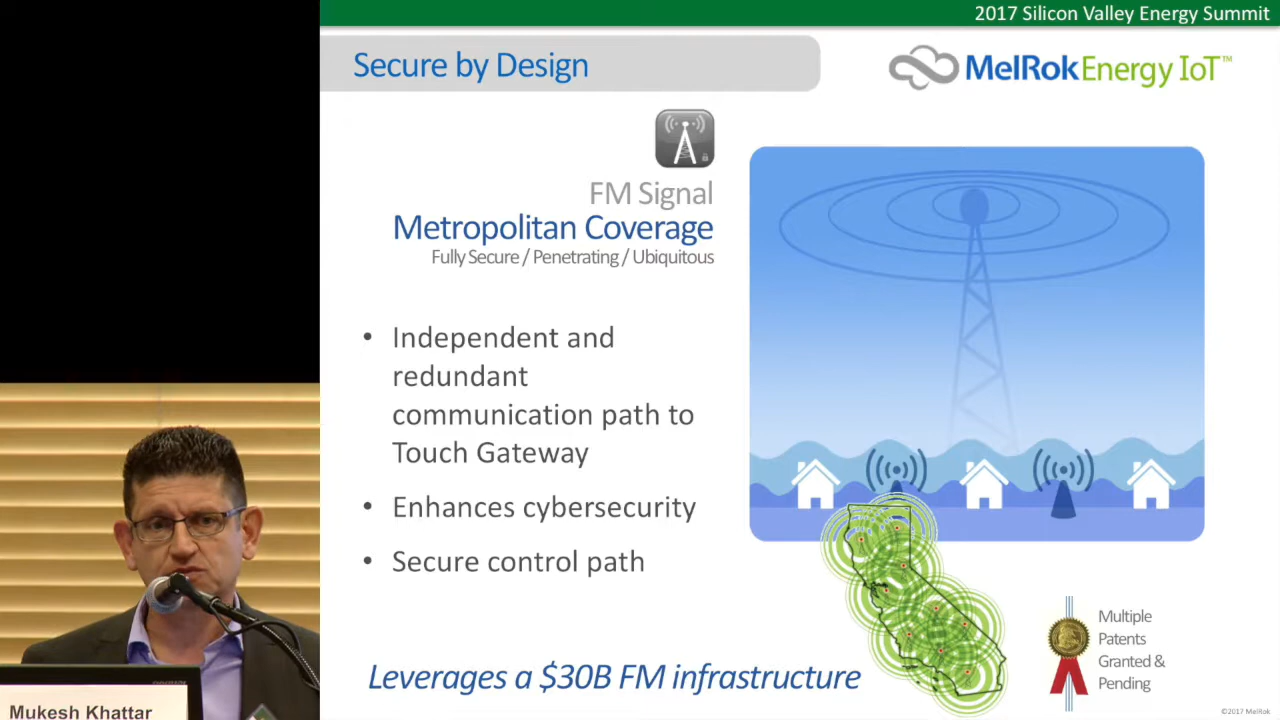 2017 Silicon Valley Energy Summit
Secure by Design
MelRokEnergy IoT™
FM Signal
Metropolitan Coverage
Fully Secure / Penetrating / Ubiquitous
• Independent and
redundant
communication path to
Touch Gateway
• Enhances cybersecurity
• Secure control path
Leverages a $30B FM infrastructure
Multiple
Patents
Granted &
Pending
©2017 MelRok
Mukesh Khattar